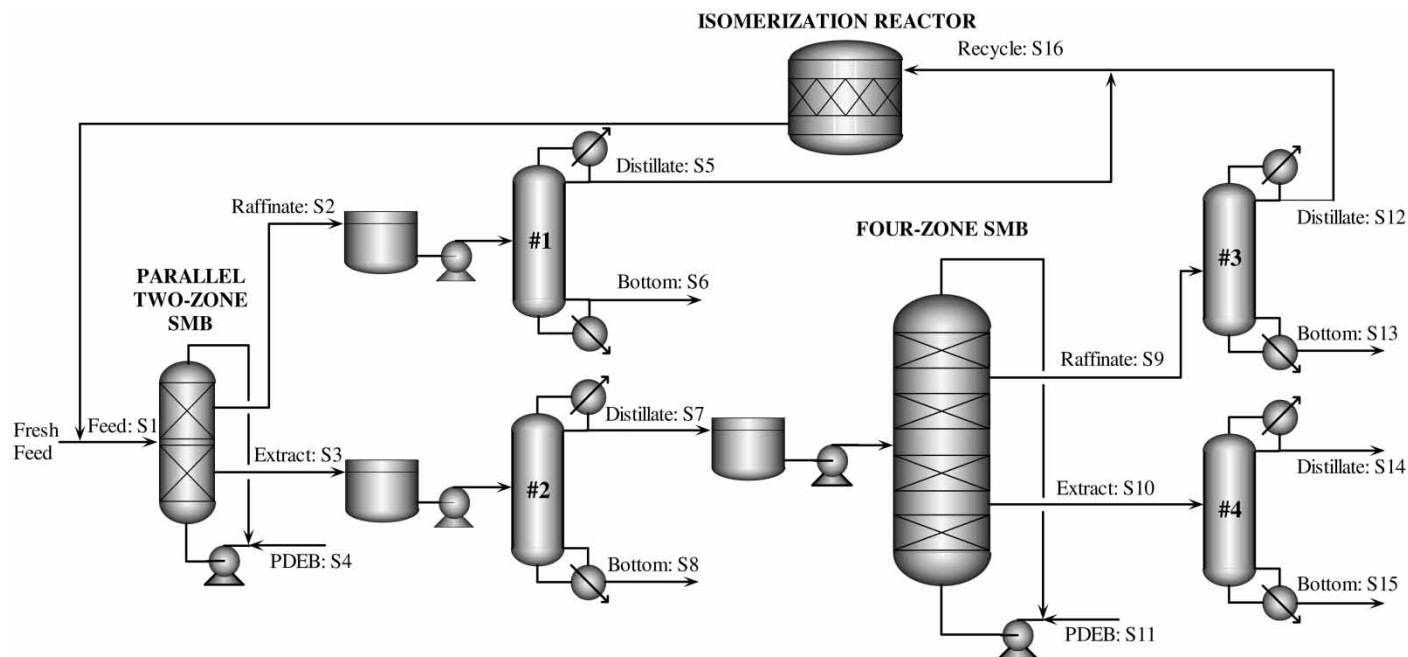 ISOMERIZATION REACTOR
Recycle: S16
Distillate: S5
Raffinate: S2
#1
FOUR-ZONE SMB
Distillate: S12
#3
PARALLEL
TWO-ZONE
SMB
Bottom: S6
Raffinate: S9
Bottom: S13
Fresh
Feed
Feed: S1
Distillate: S7
Extract: S3
#2
Extract: S10
Distillate: S14
#4
PDEB: S4
Bottom: S8
Bottom: S15
PDEB: S11